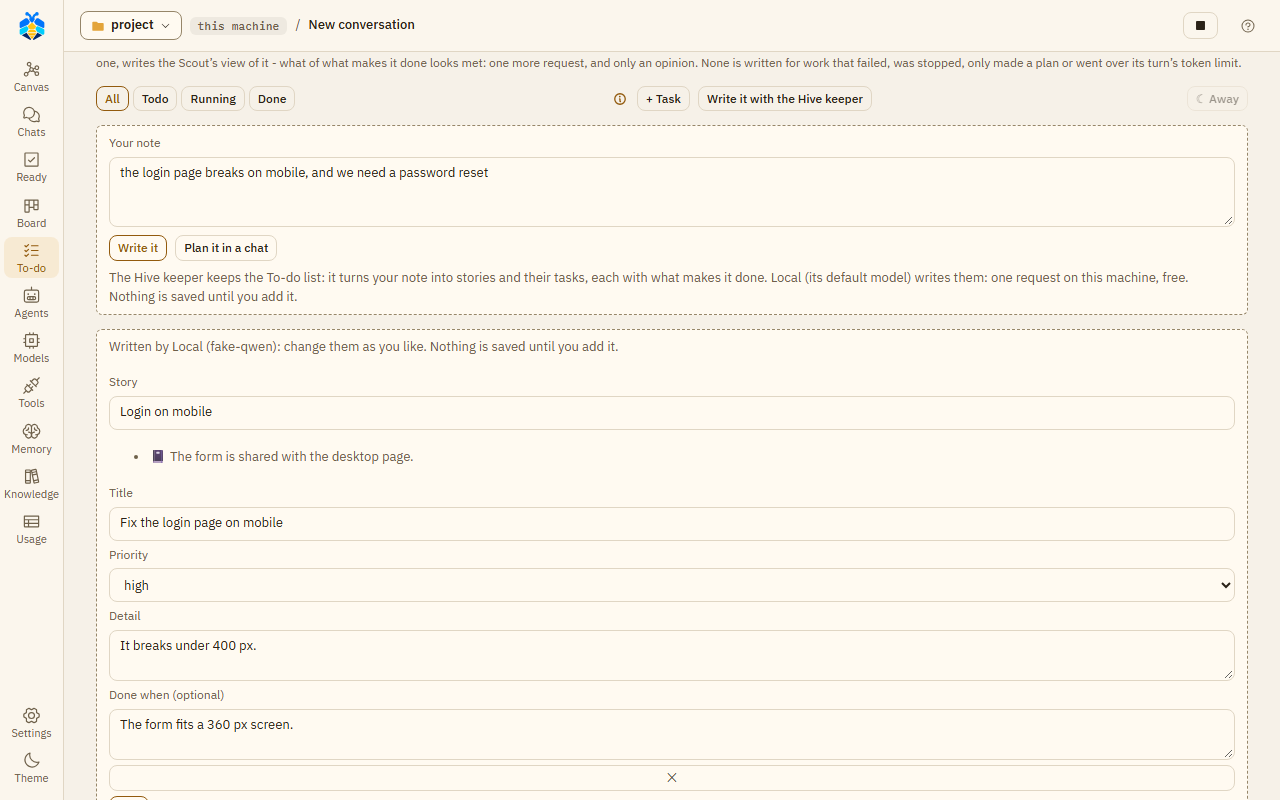 project
this machine
/
New conversation
one, writes the Scout's view of it - what of what makes it done looks met: one more request, and only an opinion. None is written for work that failed, was stopped, only made a plan or went over its turn's token limit.
Canvas
Chats
Ready
Board
To-do
Agents
Models
Tools
Memory
Knowledge
Usage
Settings
Theme
All
Todo
Running
Done
+ Task
Write it with the Hive keeper
Away
Your note
the login page breaks on mobile, and we need a password reset
Write it
Plan it in a chat
The Hive keeper keeps the To-do list: it turns your note into stories and their tasks, each with what makes it done. Local (its default model) writes them: one request on this machine, free.
Nothing is saved until you add it.
Written by Local (fake-qwen): change them as you like. Nothing is saved until you add it.
Story
Login on mobile
The form is shared with the desktop page.
Title
Fix the login page on mobile
Priority
high
Detail
It breaks under 400 px.
Done when (optional)
The form fits a 360 px screen.